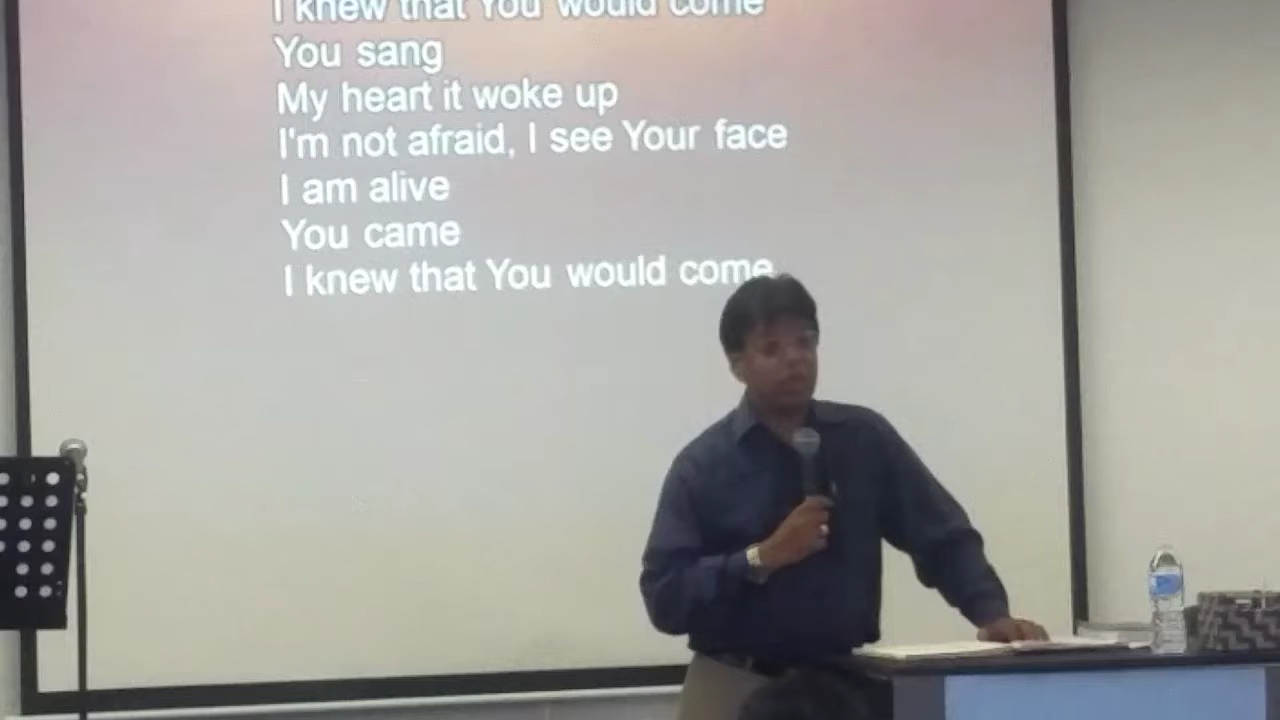 I knew that You would come
You sang
My heart it woke up
I'm not afraid, I see Your face
I am alive
You came
I knew that You would come